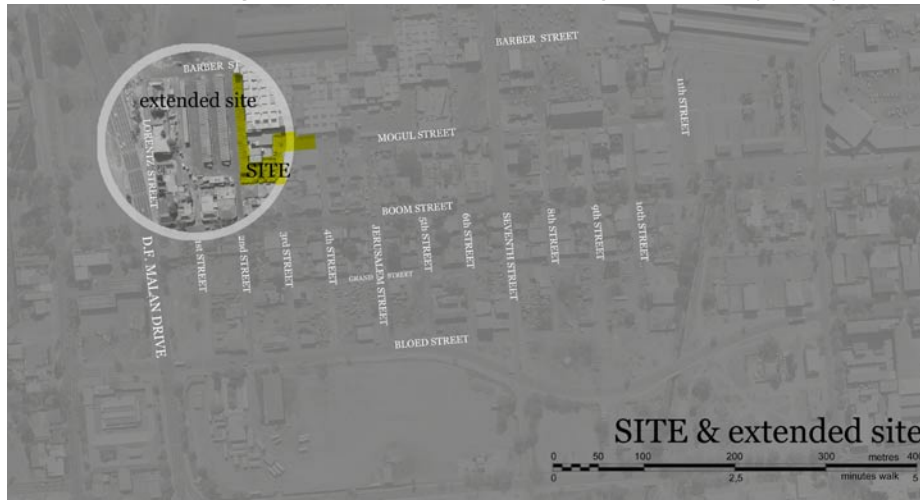 BARBER STREET
BARBER ST
extended site
11th STREET
LORENTZ STREET
MOGUL STREET
SITE
BOOM STREET
1st STREET
2nd STREET
3rd STREET
4th STREET
JERUSALEM STREET
5th STREET
6th STREET
SEVENTH STREET
8th STREET
9th STREET
10th STREET
GRAND STREET
D.F. MALAN DRIVE
BLOED STREET
SITE & extended site
0 50 100 200 300 400
metres
0 2,5 5
minutes walk